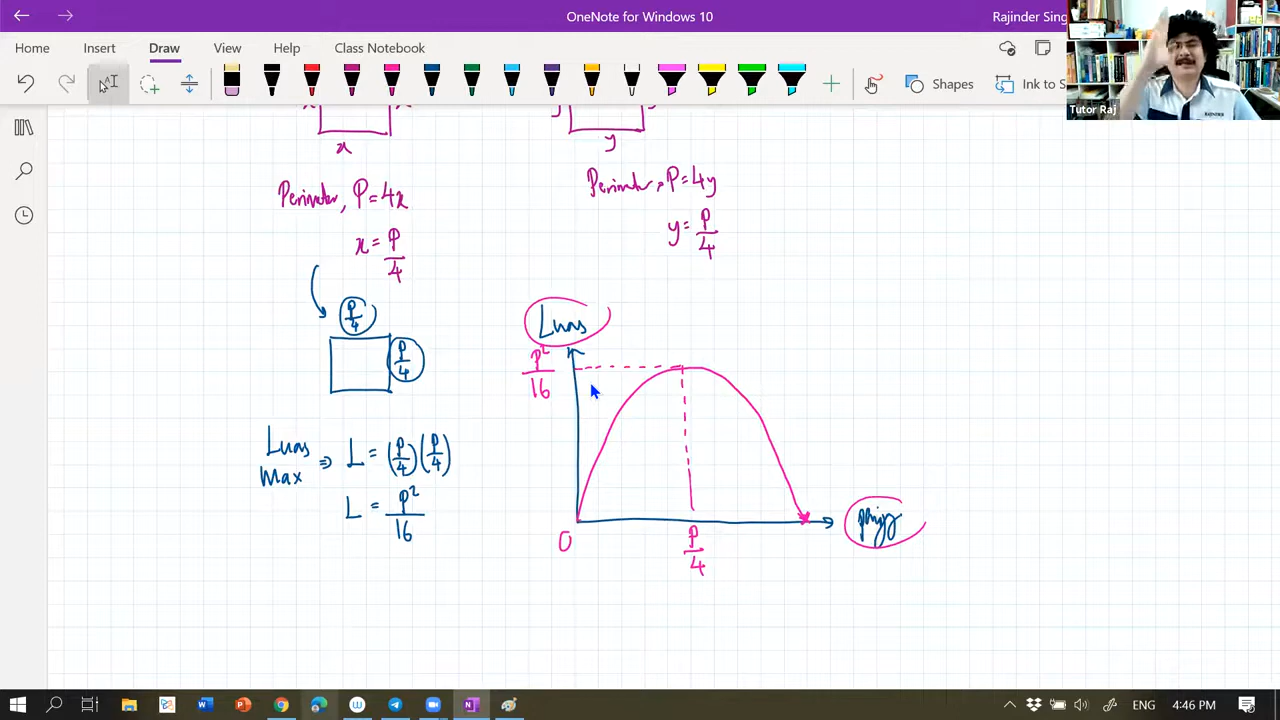 OneNote for Windows 10
Rajinder Sing
Home Insert Draw View Help Class Notebook
Shapes
Ink to S
Tutor Raj
x
y
Perimeter, P = 4x
x = P/4
Perimeter, P = 4y
y = P/4
P/4
P/4
Luas
Max ⇒ L = (P/4)(P/4)
L = P²/16
Luas
P²/16
0
P/4
ENG 4:46 PM